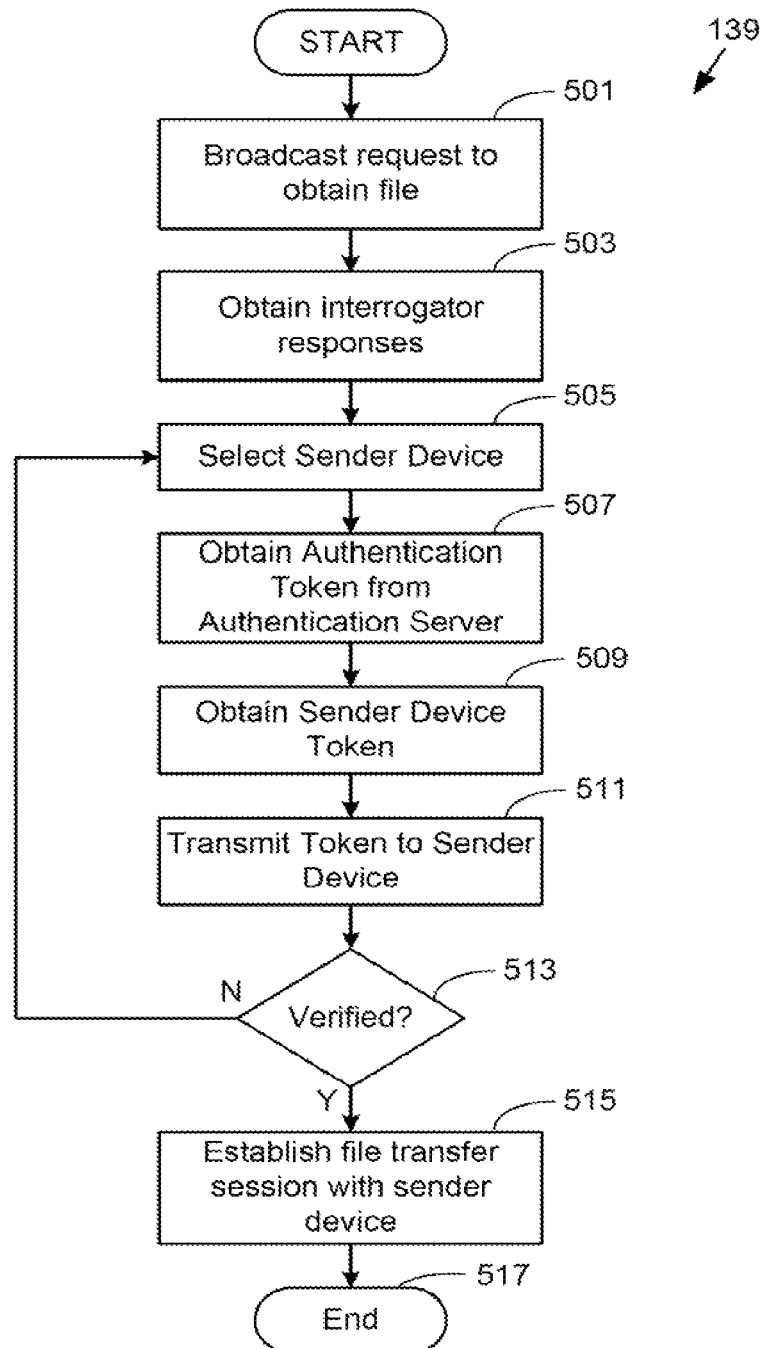 START
139
501
Broadcast request to
obtain file
503
Obtain interrogator
responses
505
Select Sender Device
507
Obtain Authentication
Token from
Authentication Server
509
Obtain Sender Device
Token
511
Transmit Token to Sender
Device
513
N
Verified?
Y
515
Establish file transfer
session with sender
device
517
End